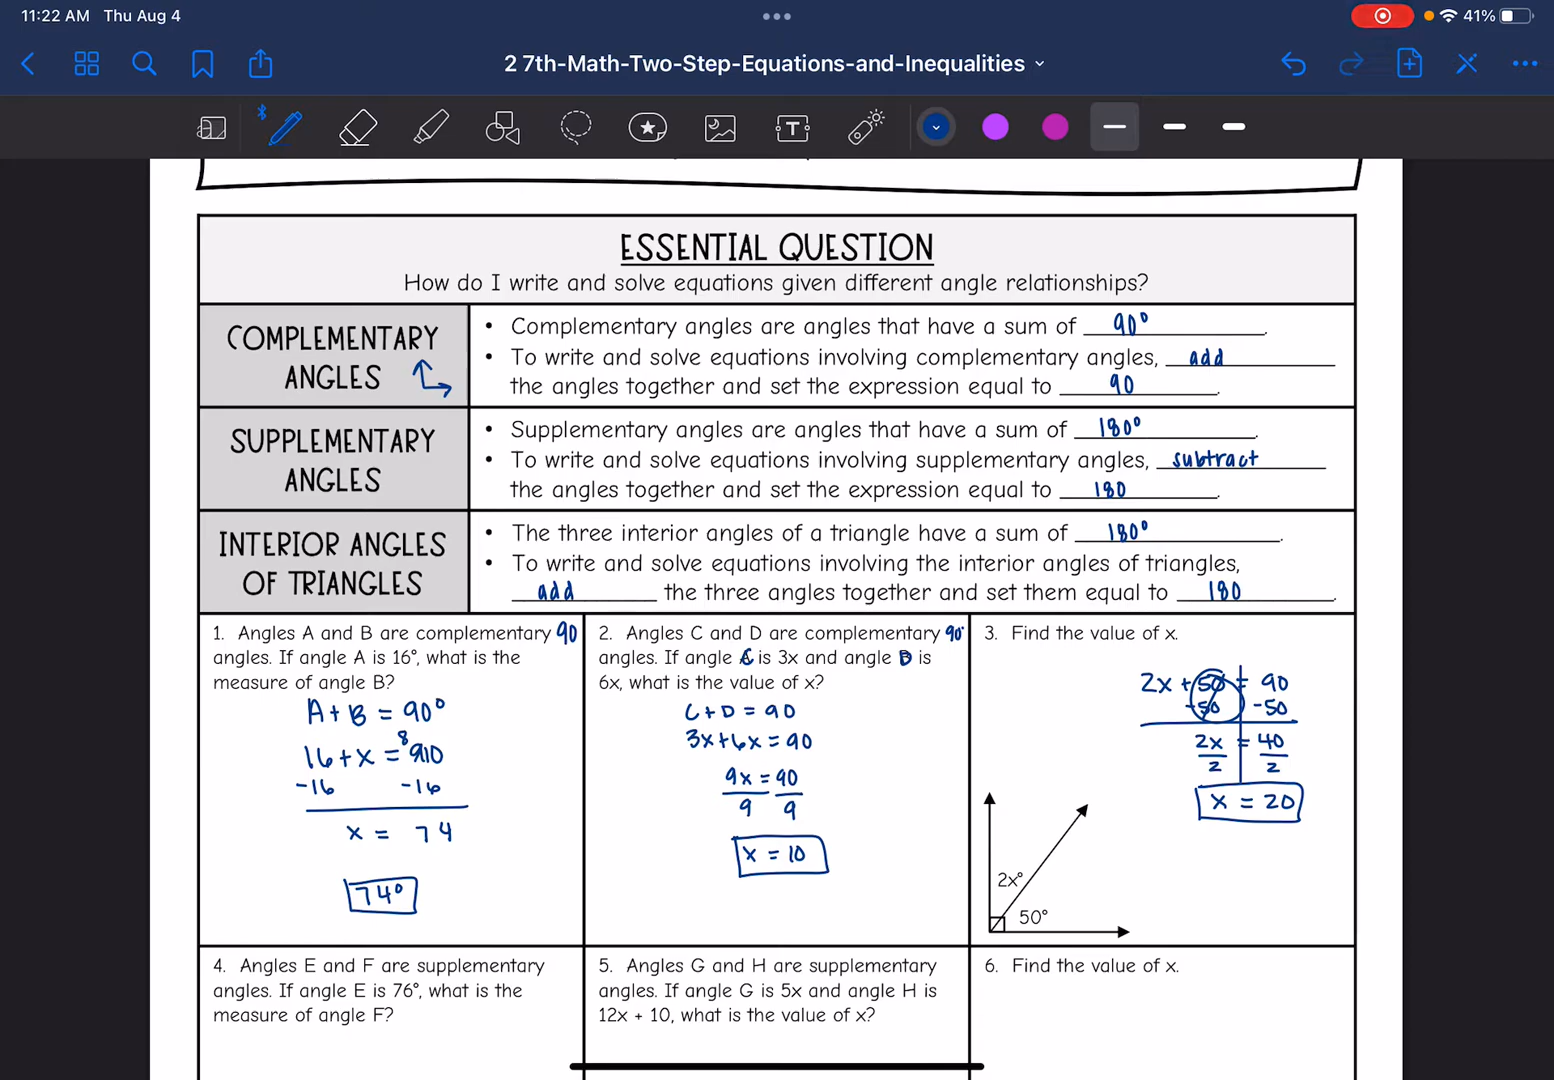 11:22 AM Thu Aug 4
41%
2 7th-Math-Two-Step-Equations-and-Inequalities
ESSENTIAL QUESTION
How do I write and solve equations given different angle relationships?
COMPLEMENTARY
ANGLES
• Complementary angles are angles that have a sum of 90°.
• To write and solve equations involving complementary angles, add
the angles together and set the expression equal to 90.
SUPPLEMENTARY
ANGLES
• Supplementary angles are angles that have a sum of 180°.
• To write and solve equations involving supplementary angles, subtract
the angles together and set the expression equal to 180.
INTERIOR ANGLES
OF TRIANGLES
• The three interior angles of a triangle have a sum of 180°.
• To write and solve equations involving the interior angles of triangles,
add the three angles together and set them equal to 180.
1. Angles A and B are complementary 90
angles. If angle A is 16°, what is the
measure of angle B?
A + B = 90°
8
16 + x = 910
-16 -16
x = 74
74°
2. Angles C and D are complementary 90°
angles. If angle C is 3x and angle D is
6x, what is the value of x?
C + D = 90
3x + 6x = 90
9x = 90
9 9
x = 10
3. Find the value of x.
2x + 50 = 90
-50 -50
2x = 40
2 2
x = 20
2x°
50°
4. Angles E and F are supplementary
angles. If angle E is 76°, what is the
measure of angle F?
5. Angles G and H are supplementary
angles. If angle G is 5x and angle H is
12x + 10, what is the value of x?
6. Find the value of x.